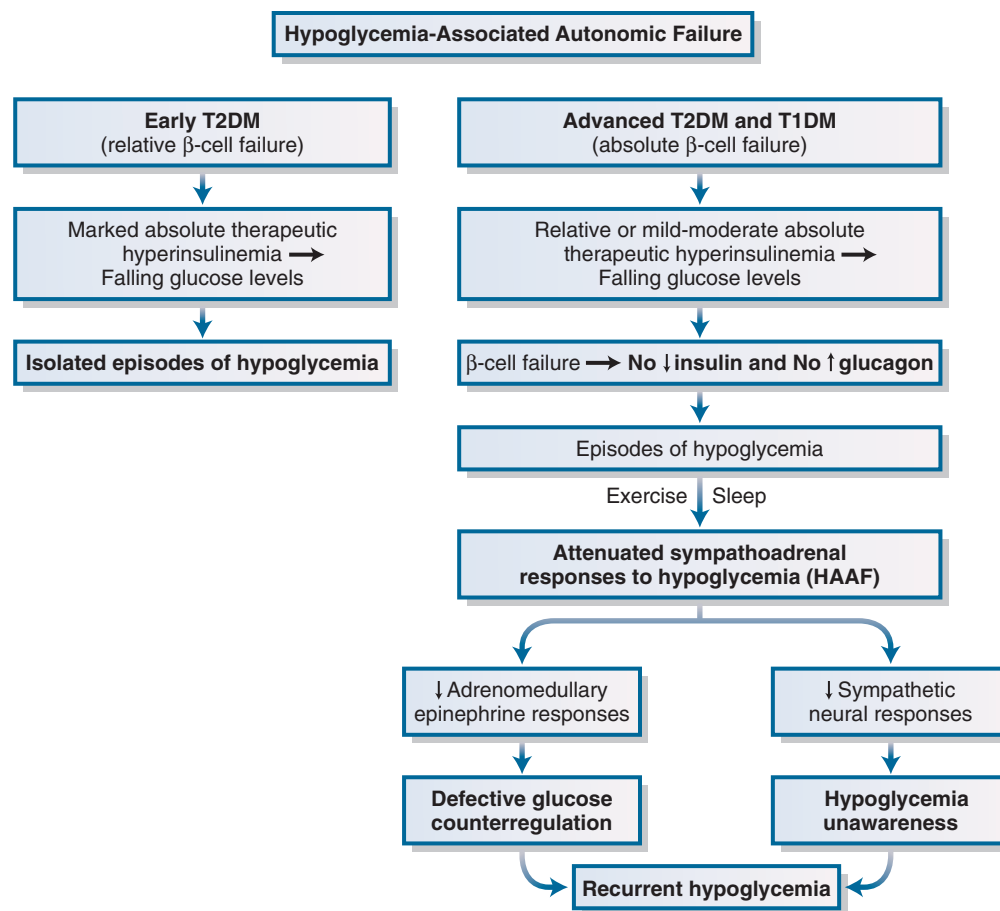 Hypoglycemia-Associated Autonomic Failure
Early T2DM
(relative β-cell failure)
Marked absolute therapeutic
hyperinsulinemia →
Falling glucose levels
Isolated episodes of hypoglycemia
Advanced T2DM and T1DM
(absolute β-cell failure)
Relative or mild-moderate absolute
therapeutic hyperinsulinemia →
Falling glucose levels
β-cell failure → No ↓ insulin and No ↑ glucagon
Episodes of hypoglycemia
Exercise Sleep
Attenuated sympathoadrenal
responses to hypoglycemia (HAAF)
↓ Adrenomedullary
epinephrine responses
↓ Sympathetic
neural responses
Defective glucose
counterregulation
Hypoglycemia
unawareness
Recurrent hypoglycemia